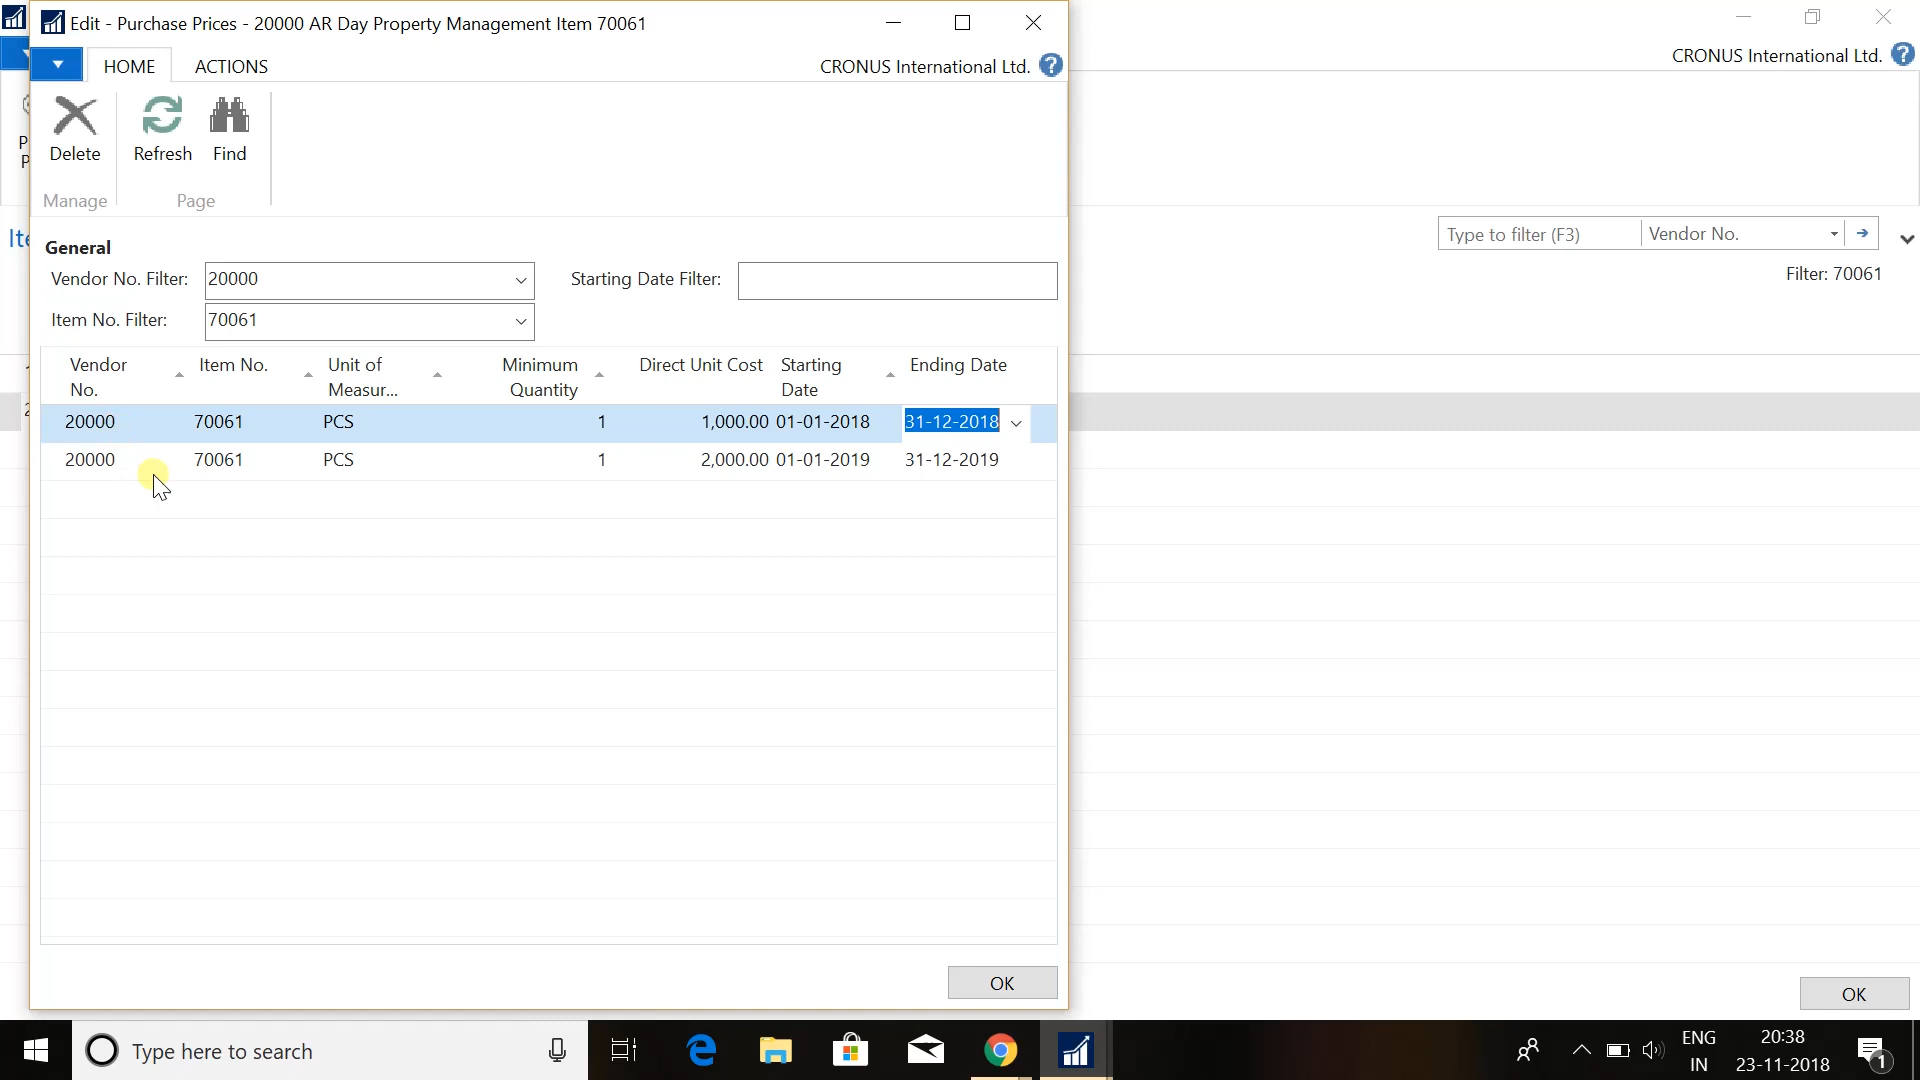 Edit - Purchase Prices - 20000 AR Day Property Management Item 70061
HOME ACTIONS CRONUS International Ltd. ?
CRONUS International Ltd. ?
Delete Refresh Find
Manage Page
General
Vendor No. Filter: 20000 Starting Date Filter:
Item No. Filter: 70061
Type to filter (F3) Vendor No.
Filter: 70061
Vendor No. Item No. Unit of Measur... Minimum Quantity Direct Unit Cost Starting Date Ending Date
20000 70061 PCS 1 1,000.00 01-01-2018 31-12-2018
20000 70061 PCS 1 2,000.00 01-01-2019 31-12-2019
OK
OK
Type here to search
ENG
IN
20:38
23-11-2018
1